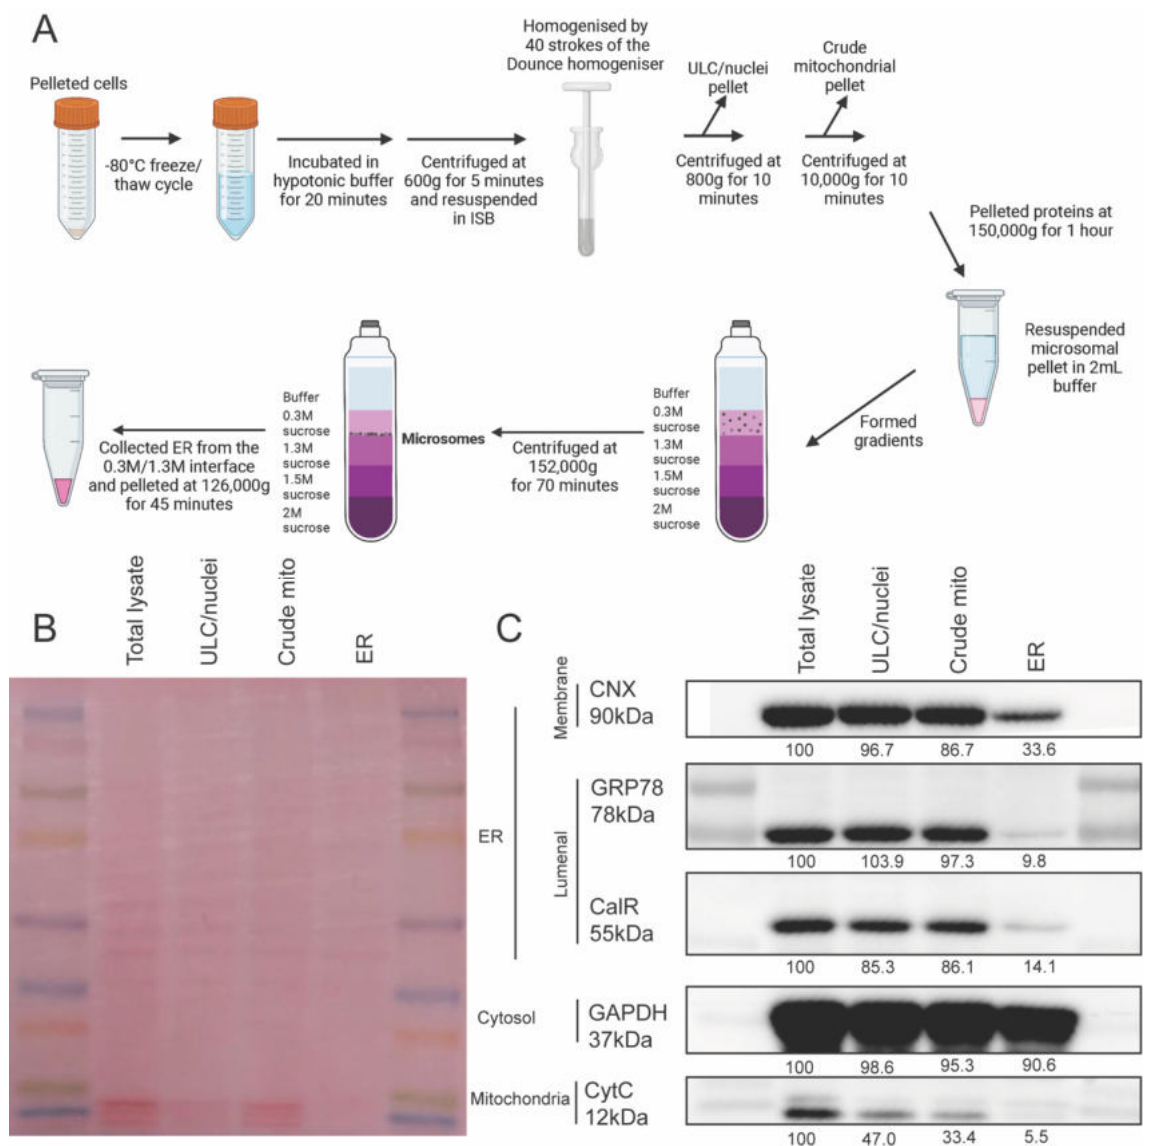 A
Pelleted cells
-80°C freeze/
thaw cycle
Incubated in
hypotonic buffer
for 20 minutes
Centrifuged at
600g for 5 minutes
and resuspended
in ISB
Homogenised by
40 strokes of the
Dounce homogeniser
ULC/nuclei
pellet
Centrifuged at
800g for 10
minutes
Crude
mitochondrial
pellet
Centrifuged at
10,000g for 10
minutes
Pelleted proteins at
150,000g for 1 hour
Resuspended
microsomal
pellet in 2mL
buffer
Formed
gradients
Buffer
0.3M
sucrose
1.3M
sucrose
1.5M
sucrose
2M
sucrose
Centrifuged at
152,000g
for 70 minutes
Microsomes
Buffer
0.3M
sucrose
1.3M
sucrose
1.5M
sucrose
2M
sucrose
Collected ER from the
0.3M/1.3M interface
and pelleted at 126,000g
for 45 minutes
B
Total lysate
ULC/nuclei
Crude mito
ER
C
Total lysate
ULC/nuclei
Crude mito
ER
ER
Membrane
CNX
90kDa
100 96.7 86.7 33.6
Lumenal
GRP78
78kDa
100 103.9 97.3 9.8
CalR
55kDa
100 85.3 86.1 14.1
Cytosol
GAPDH
37kDa
100 98.6 95.3 90.6
Mitochondria
CytC
12kDa
100 47.0 33.4 5.5